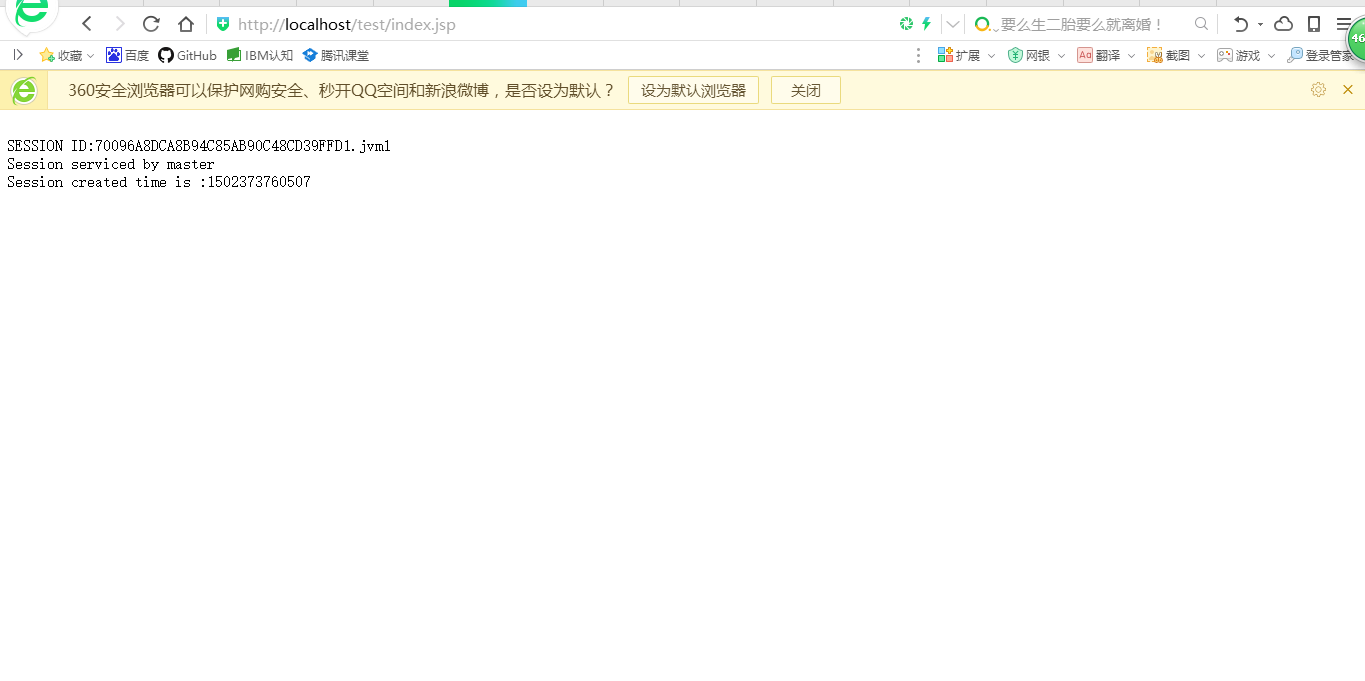 http://localhost/test/index.jsp
要么生二胎要么就离婚！
46
收藏 百度 GitHub IBM认知 腾讯课堂 扩展 网银 Aa 翻译 截图 游戏 登录管家
360安全浏览器可以保护网购安全、秒开QQ空间和新浪微博，是否设为默认？ 设为默认浏览器 关闭
SESSION ID:70096A8DCA8B94C85AB90C48CD39FFD1.jvm1
Session serviced by master
Session created time is :1502373760507